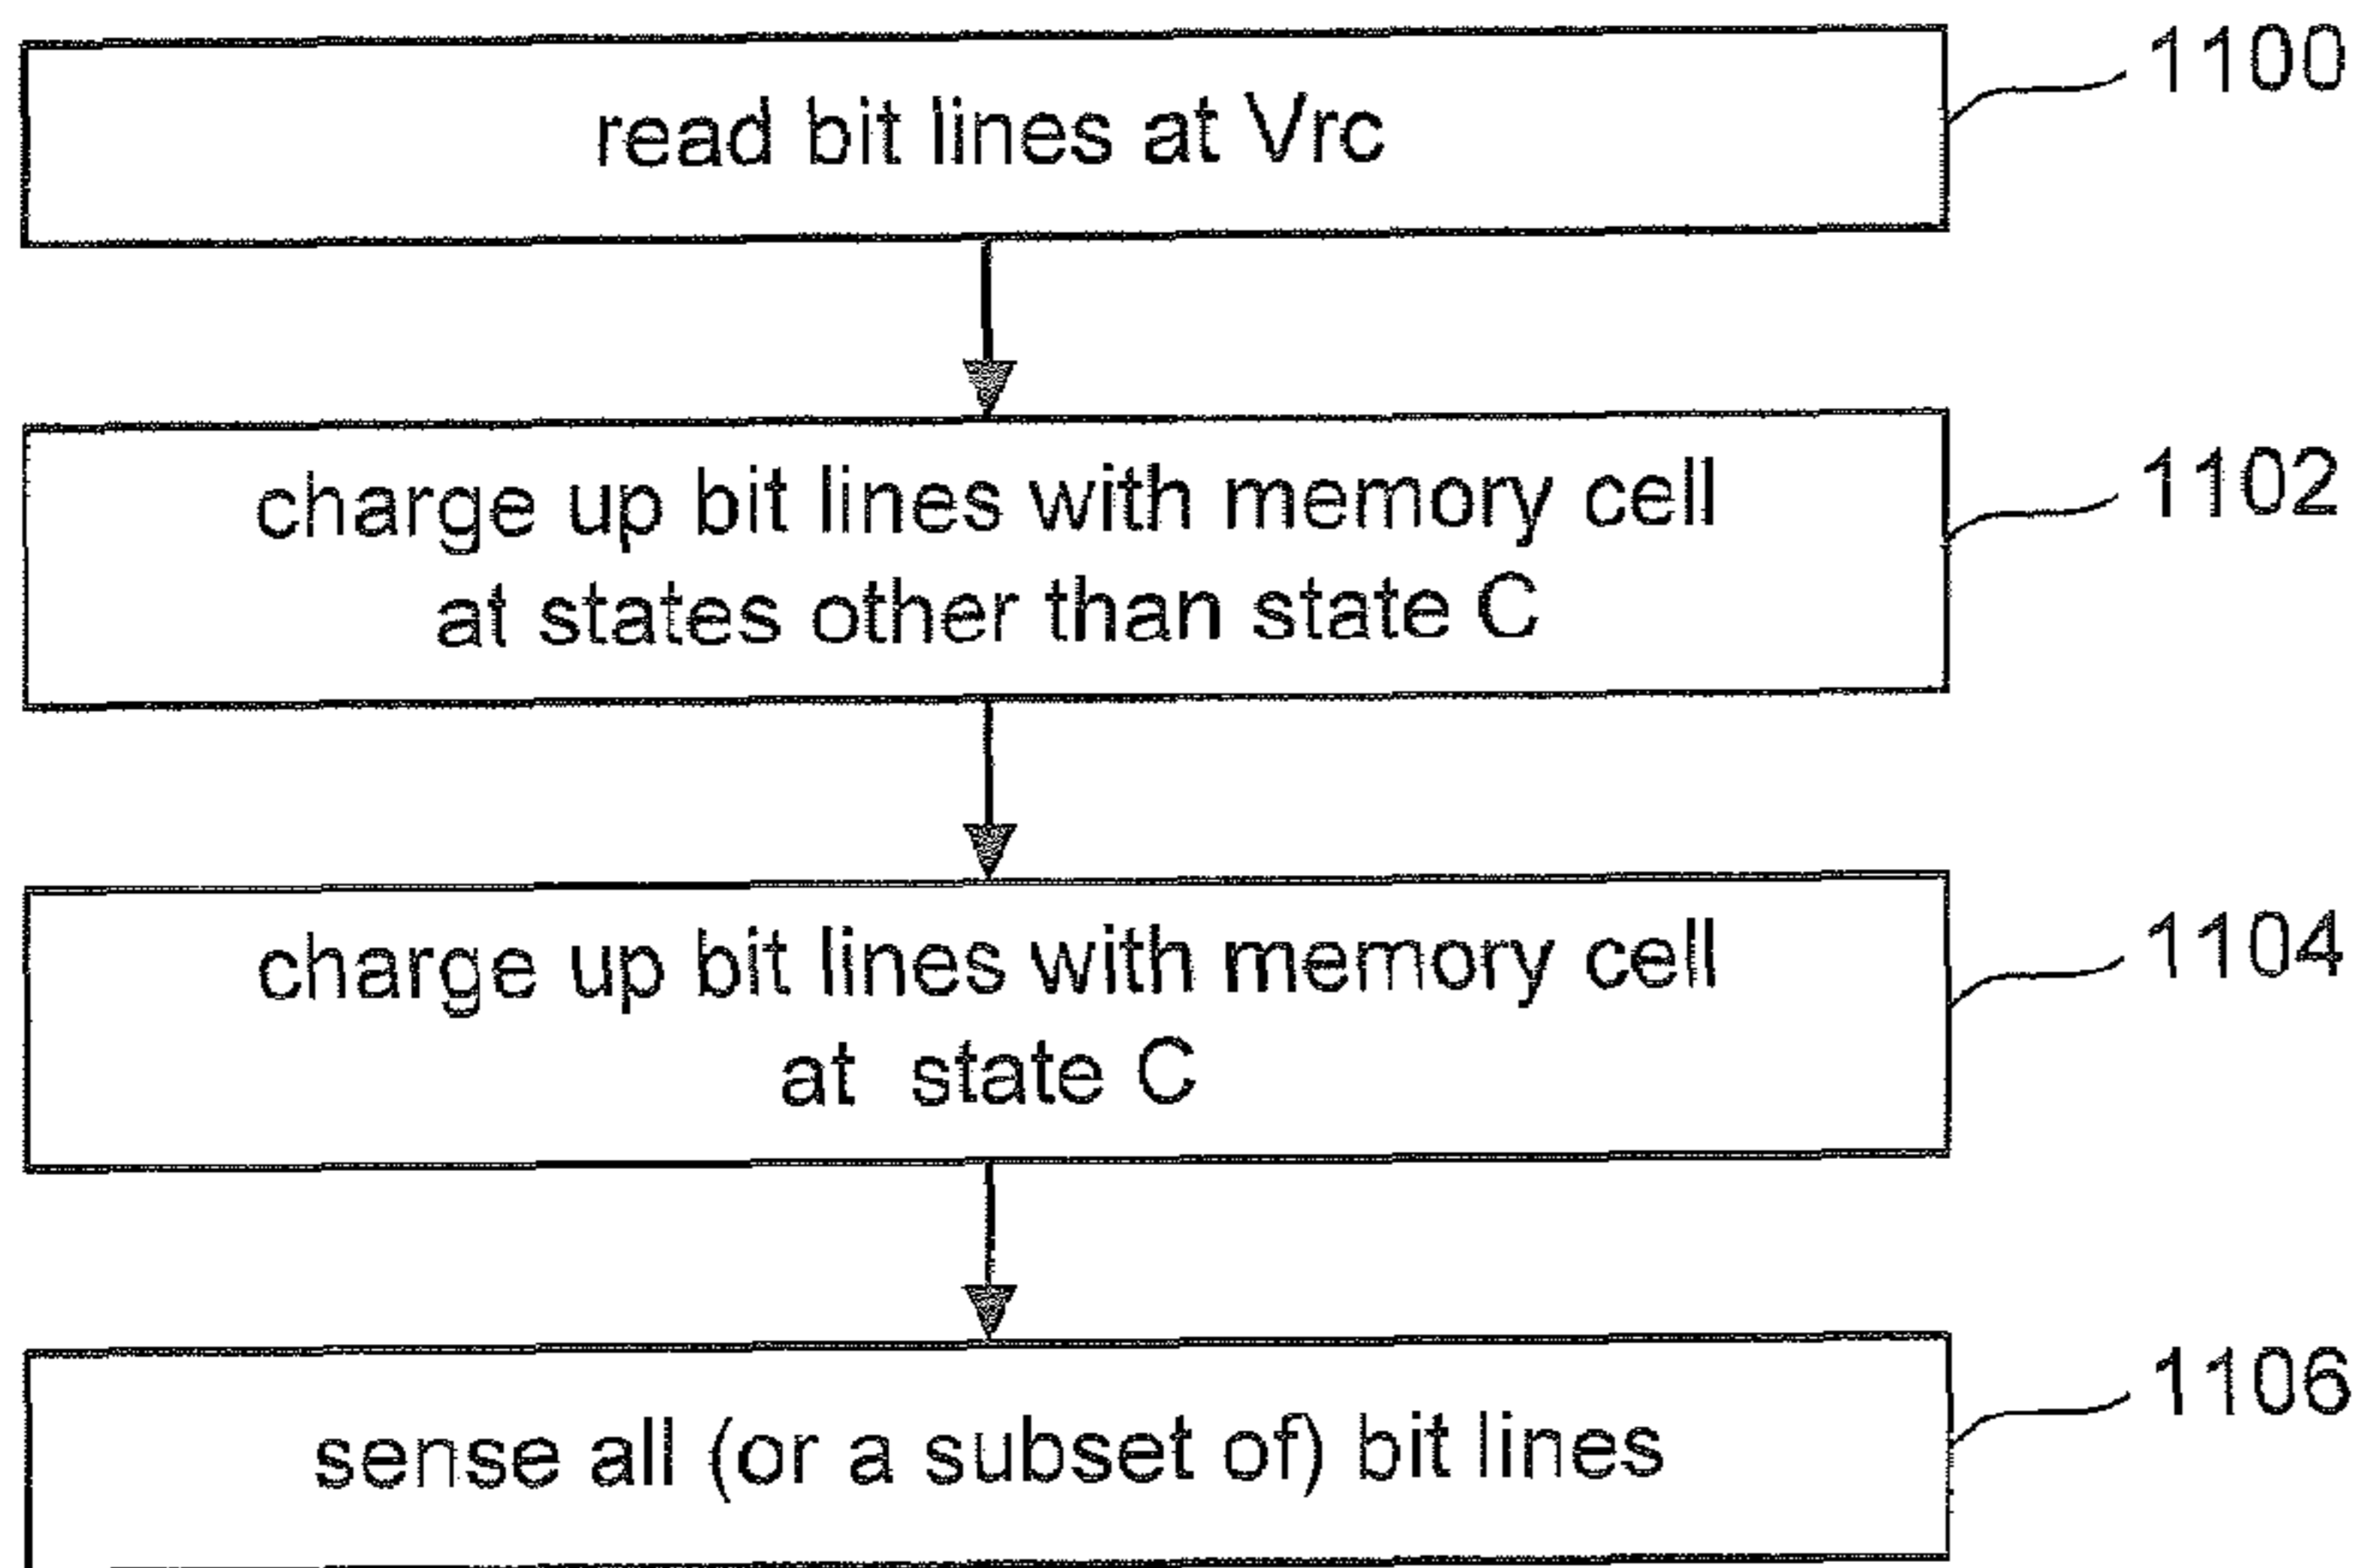 read bit lines at Vrc
1100
charge up bit lines with memory cell
at states other than state C
1102
charge up bit lines with memory cell
at state C
1104
sense all (or a subset of) bit lines
1106